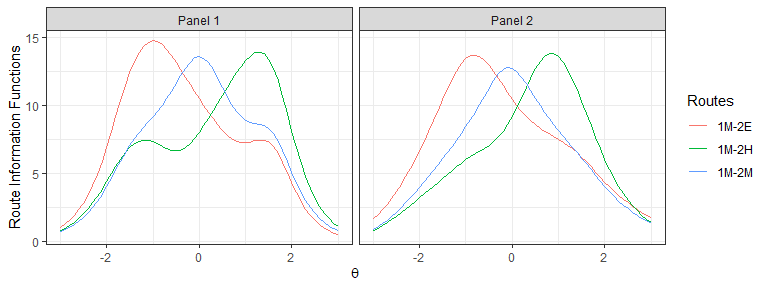 Panel 1
Panel 2
Route Information Functions
15
10
5
0
-2
0
2
-2
0
2
θ
Routes
1M-2E
1M-2H
1M-2M